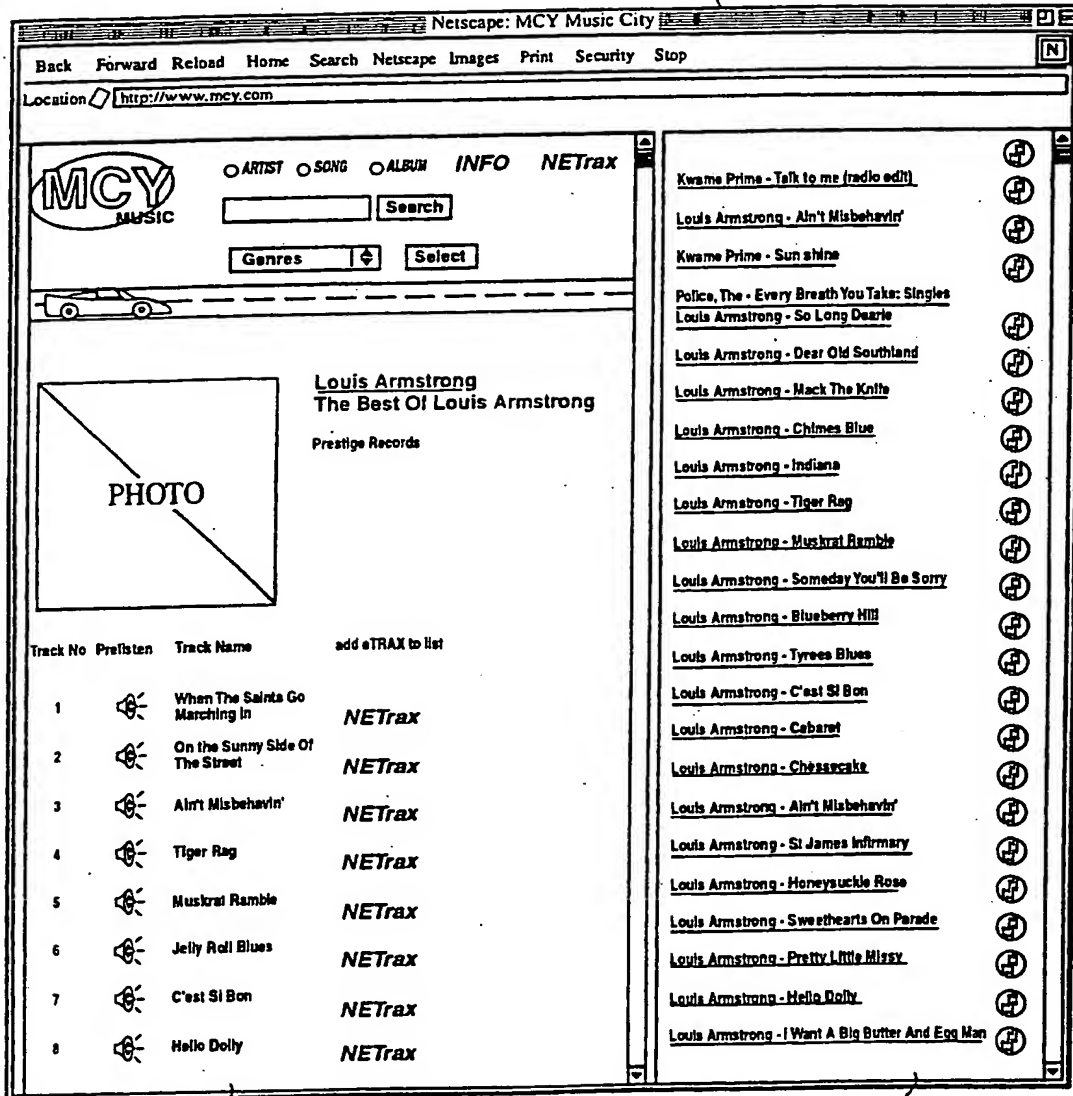 Netscape: MCY Music City
Back Forward Reload Home Search Netscape Images Print Security Stop
N
Location http://www.mcy.com
MCY
MUSIC
ARTIST SONG ALBUM INFO NETrax
Search
Genres Select
Louis Armstrong
The Best Of Louis Armstrong
Prestige Records
PHOTO
Track No Prelisten Track Name add eTRAX to list
1 When The Saints Go
Marching In NETrax
2 On the Sunny Side Of
The Street NETrax
3 Ain't Misbehavin' NETrax
4 Tiger Rag NETrax
5 Muskrat Ramble NETrax
6 Jelly Roll Blues NETrax
7 C'est Si Bon NETrax
8 Hello Dolly NETrax
Kwame Prime - Talk to me (radio edit)
Louis Armstrong - Ain't Misbehavin'
Kwame Prime - Sun shine
Police, The - Every Breath You Take: Singles
Louis Armstrong - So Long Dearie
Louis Armstrong - Dear Old Southland
Louis Armstrong - Mack The Knife
Louis Armstrong - Chimes Blue
Louis Armstrong - Indiana
Louis Armstrong - Tiger Rag
Louis Armstrong - Muskrat Ramble
Louis Armstrong - Someday You'll Be Sorry
Louis Armstrong - Blueberry Hill
Louis Armstrong - Tyrees Blues
Louis Armstrong - C'est Si Bon
Louis Armstrong - Cabaret
Louis Armstrong - Chessecake
Louis Armstrong - Ain't Misbehavin'
Louis Armstrong - St James Infirmary
Louis Armstrong - Honeysuckle Rose
Louis Armstrong - Sweethearts On Parade
Louis Armstrong - Pretty Little Missy
Louis Armstrong - Hello Dolly
Louis Armstrong - I Want A Big Butter And Egg Man